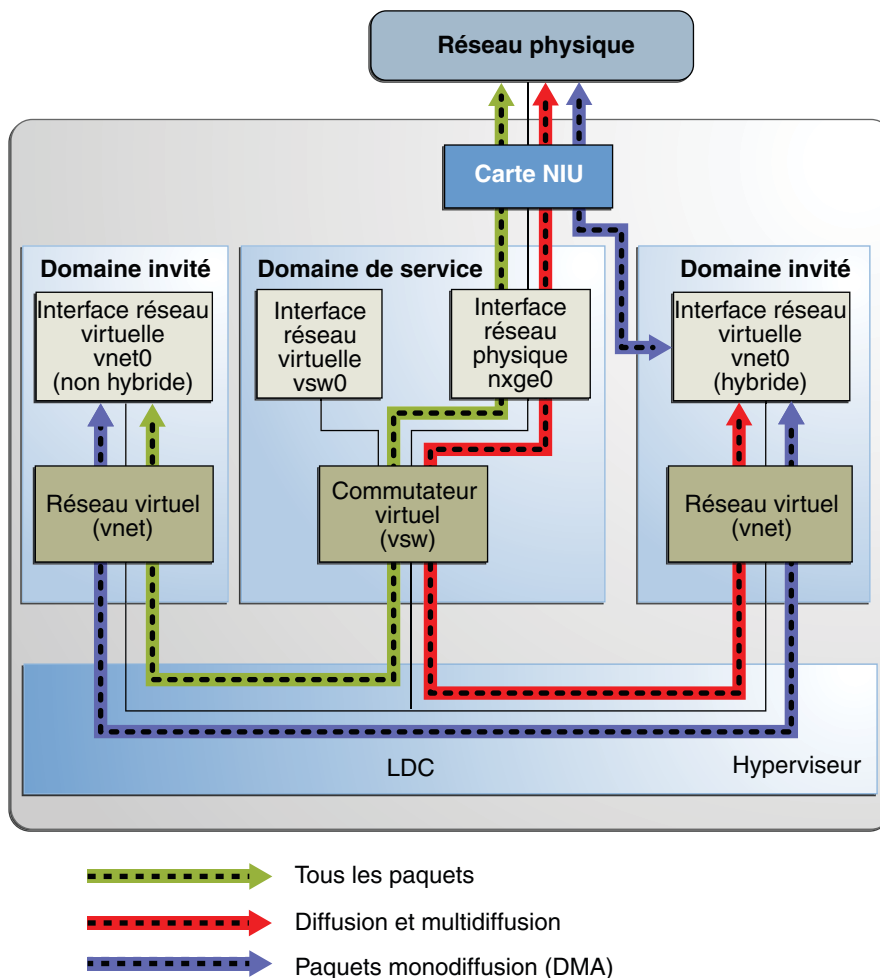 Réseau physique
Carte NIU
Domaine invité
Interface réseau
virtuelle
vnet0
(non hybride)
Réseau virtuel
(vnet)
Domaine de service
Interface
réseau
virtuelle
vsw0
Interface
réseau
physique
nxge0
Commutateur
virtuel
(vsw)
Domaine invité
Interface réseau
virtuelle
vnet0
(hybride)
Réseau virtuel
(vnet)
LDC
Hyperviseur
Tous les paquets
Diffusion et multidiffusion
Paquets monodiffusion (DMA)